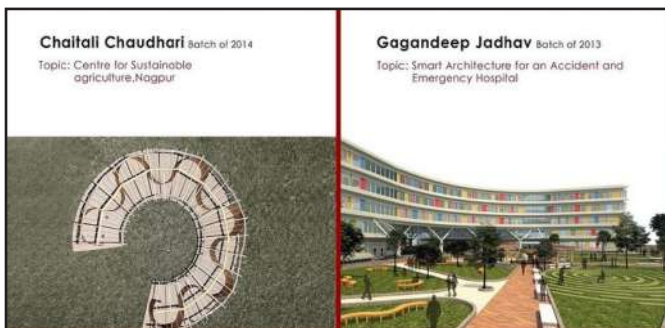 Chaitali Chaudhari Batch of 2014
Topic: Centre for Sustainable
agriculture,Nagpur
Gagandeep Jadhav Batch of 2013
Topic: Smart Architecture for an Accident and
Emergency Hospital